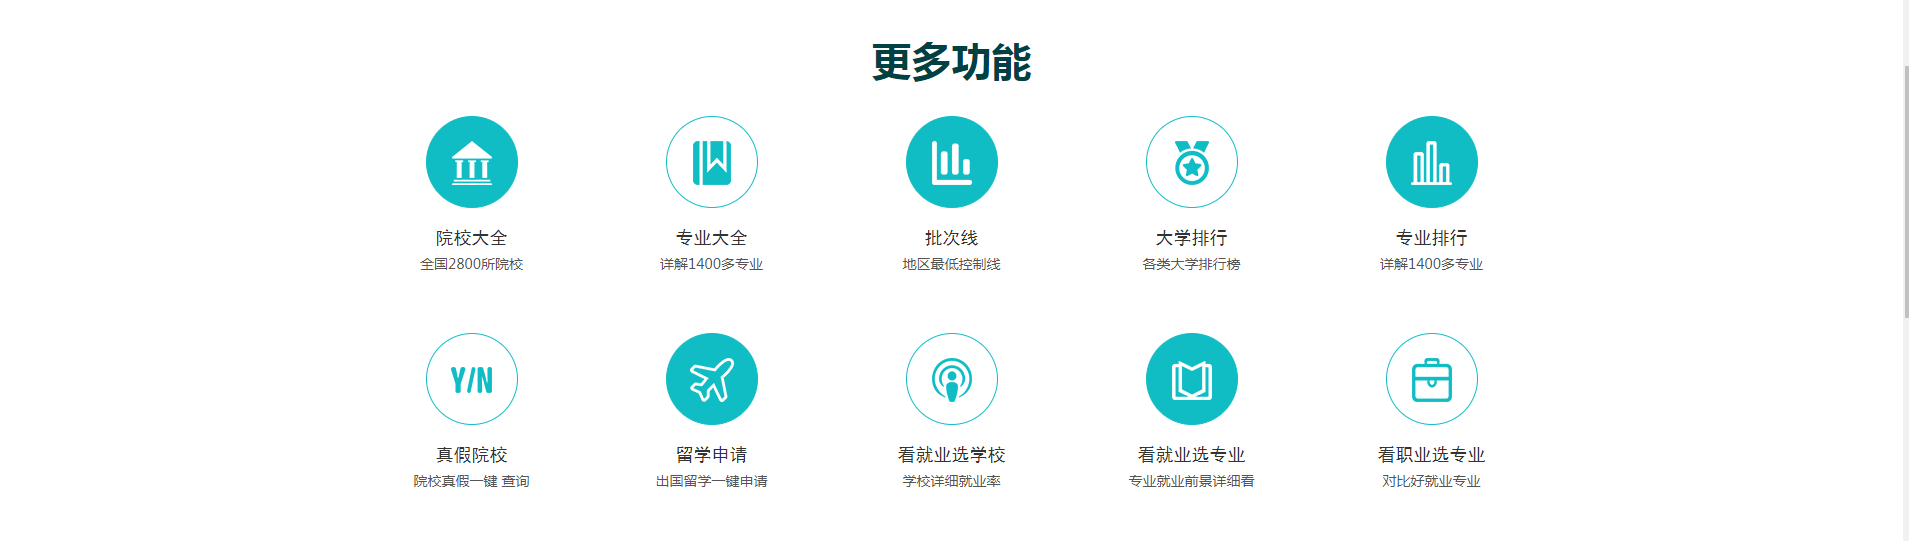 更多功能
院校大全
专业大全
批次线
大学排行
专业排行
全国2800所院校
详解1400多专业
地区最低控制线
各类大学排行榜
详解1400多专业
Y/N
真假院校
留学申请
看就业选学校
看就业选专业
看职业选专业
院校真假一键 查询
出国留学一键申请
学校详细就业率
专业就业前景详细看
对比好就业专业